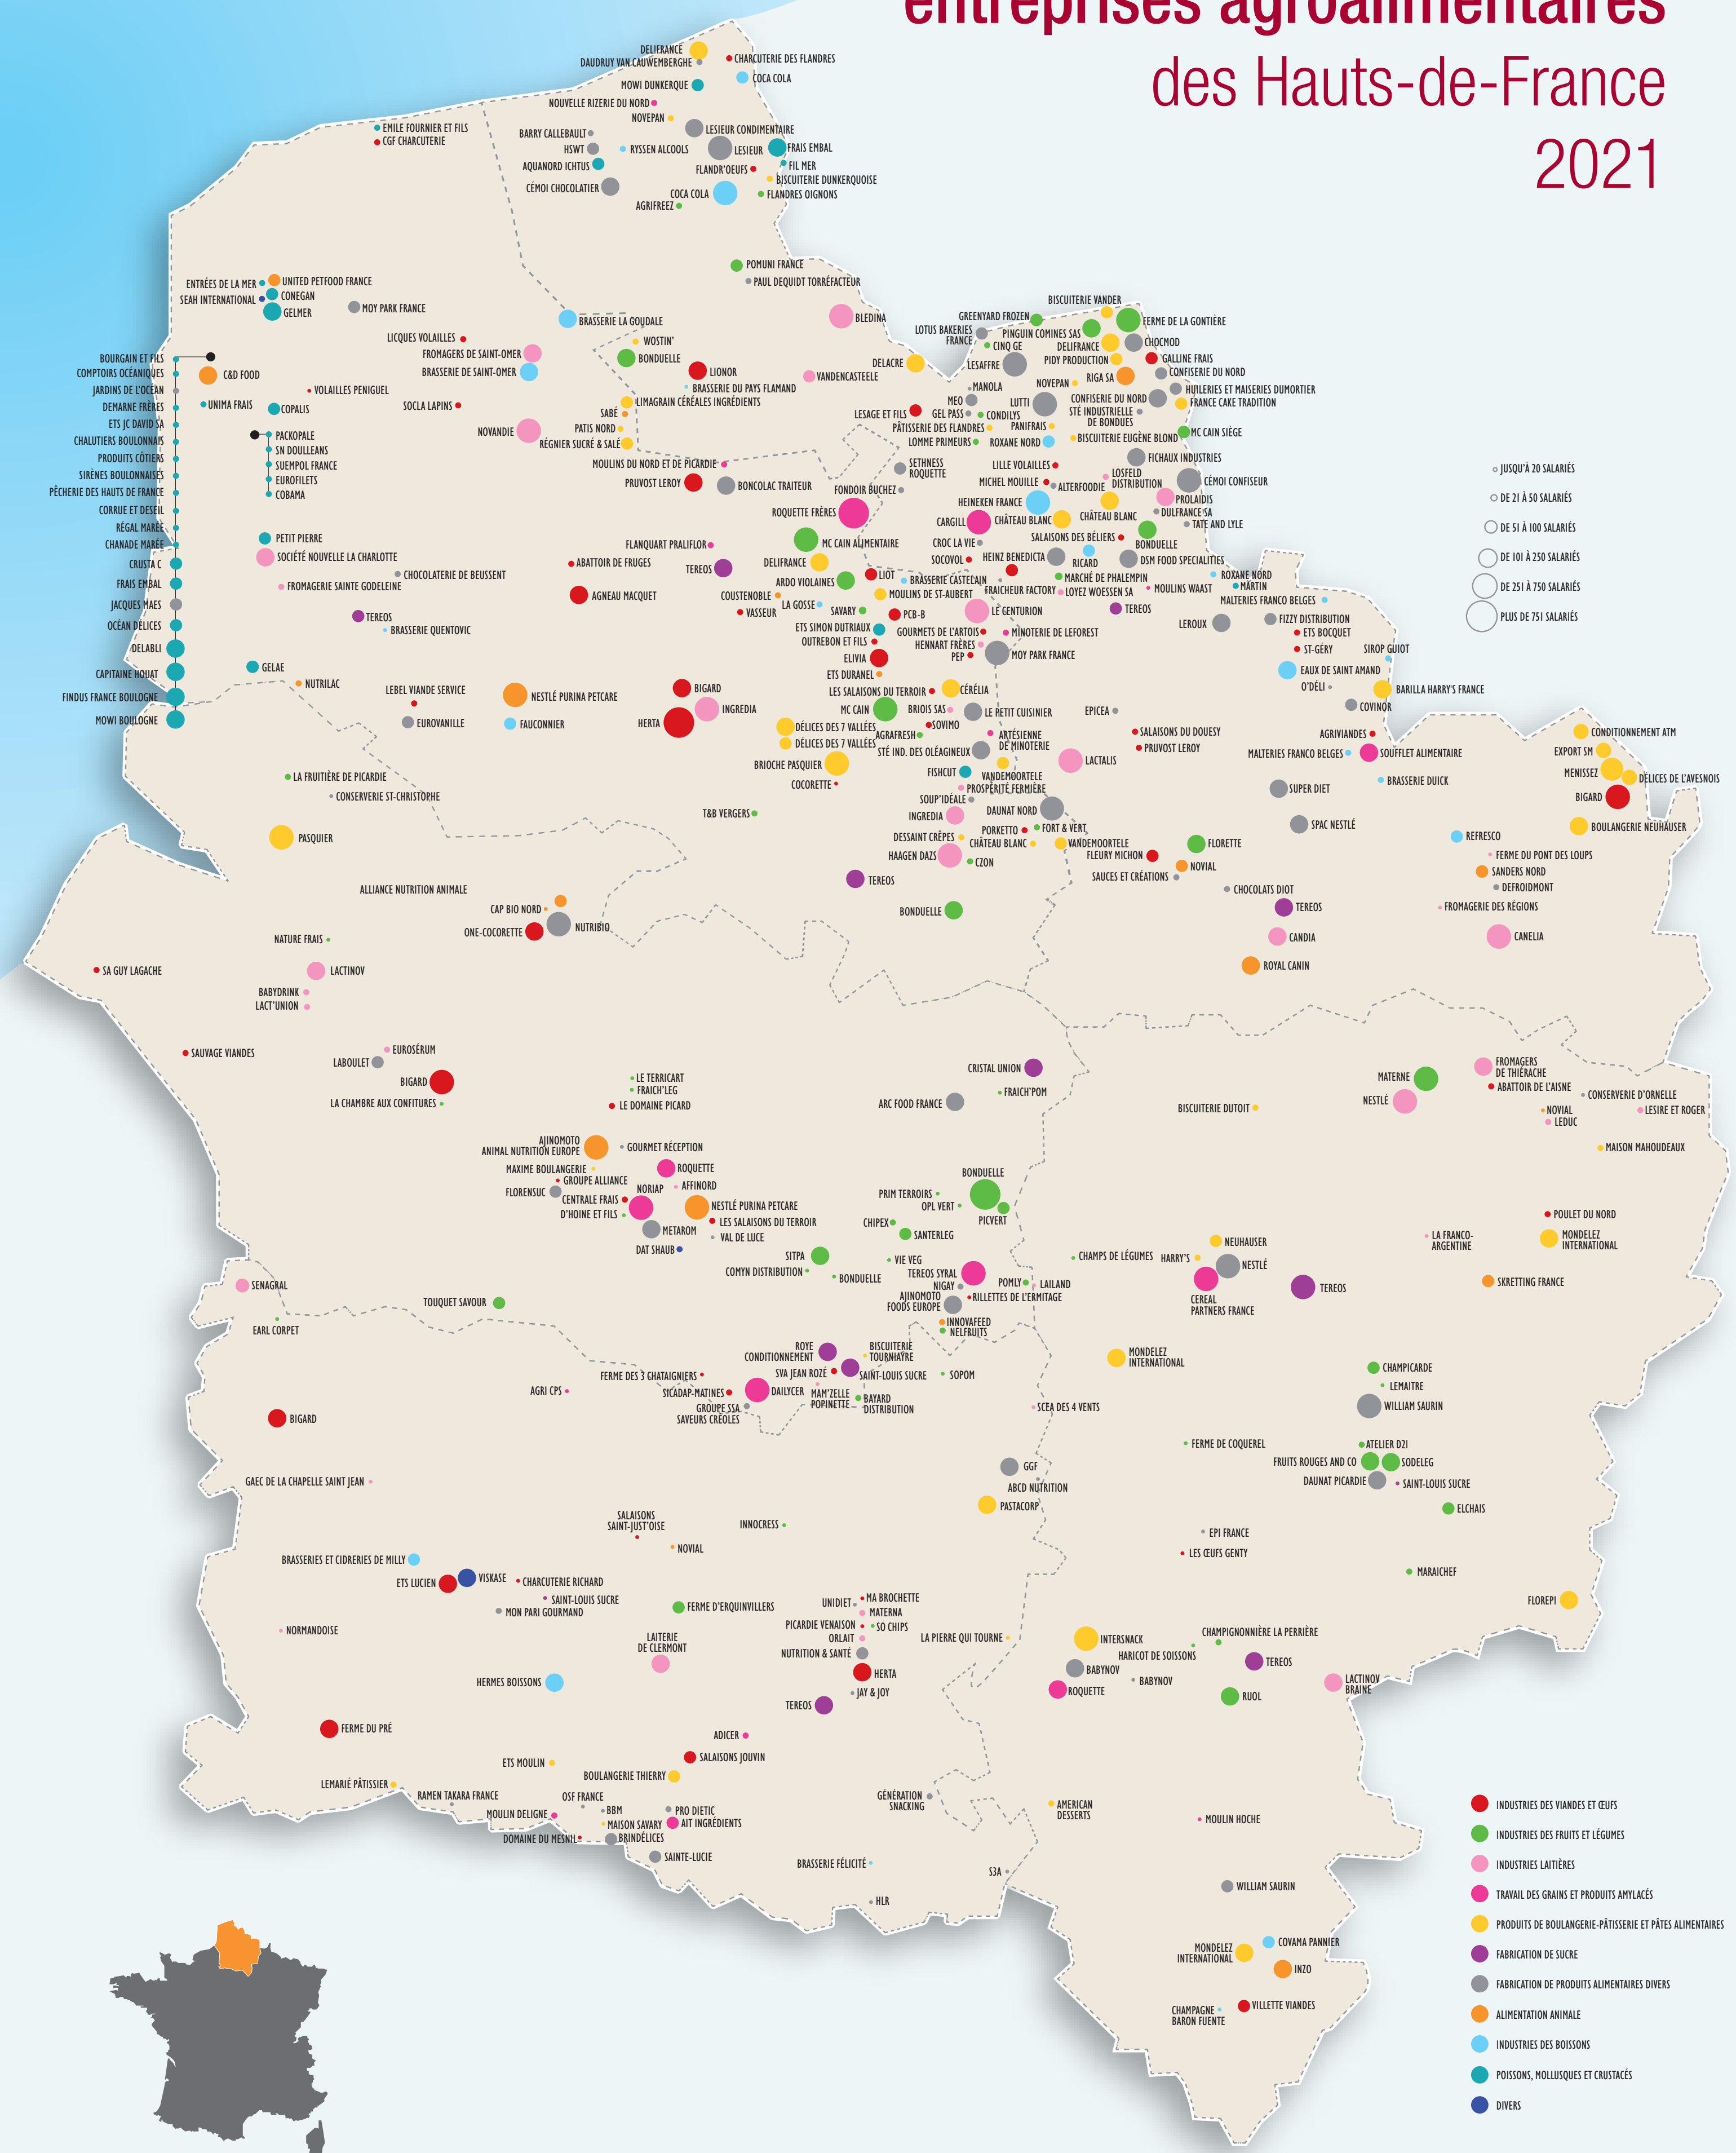 entreprises agroalimentaires
des Hauts-de-France
2021
DELIFRANCE
DAUDRUY VAN CAUWEMBERGHE
CHARCUTERIE DES FLANDRES
COCA COLA
MOWI DUNKERQUE
NOUVELLE RIZERIE DU NORD
NOVEPAN
EMILE FOURNIER ET FILS
CGF CHARCUTERIE
BARRY CALLEBAULT
LESIEUR CONDIMENTAIRE
HSWT
RYSSEN ALCOOLS
LESIEUR
FRAIS EMBAL
AQUANORD ICHTUS
FLANDR'OEUFS
FIL MER
BISCUITERIE DUNKERQUOISE
CÉMOI CHOCOLATIER
COCA COLA
FLANDRES OIGNONS
AGRIFREEZ
POMUNI FRANCE
PAUL DEQUIDT TORRÉFACTEUR
ENTRÉES DE LA MER
UNITED PETFOOD FRANCE
SEAH INTERNATIONAL
CONEGAN
GELMER
MOY PARK FRANCE
BRASSERIE LA GOUDALE
BLEDINA
LICQUES VOLAILLES
WOSTIN'
FROMAGERS DE SAINT-OMER
BONDUELLE
BRASSERIE DE SAINT-OMER
LIONOR
BRASSERIE DU PAYS FLAMAND
VANDENCASTEELE
DELACRE
BISCUITERIE VANDER
GREENYARD FROZEN
FERME DE LA GONTIÈRE
LOTUS BAKERIES
FRANCE
PINGUIN COMINES SAS
CINQ GE
DELIFRANCE
CHOCMOD
LESAFFRE
PIDY PRODUCTION
GALLINE FRAIS
RIGA SA
CONFISERIE DU NORD
MANOLA
NOVEPAN
HUILERIES ET MAISERIES DUMORTIER
MEO
LUTTI
CONFISERIE DU NORD
FRANCE CAKE TRADITION
LESAGE ET FILS
GEL PASS
CONDILYS
STÉ INDUSTRIELLE
DE BONDUES
PÂTISSERIE DES FLANDRES
PANIFRAIS
LOMME PRIMEURS
ROXANE NORD
BISCUITERIE EUGÈNE BLOND
MC CAIN SIÈGE
BOURGAIN ET FILS
COMPTOIRS OCÉANIQUES
JARDINS DE L'OCÉAN
DEMARNE FRÈRES
ETS JC DAVID SA
CHALUTIERS BOULONNAIS
PRODUITS CÔTIERS
SIRÈNES BOULONNAISES
PÊCHERIE DES HAUTS DE FRANCE
CORRUE ET DESEIL
RÉGAL MARÉE
CHANADE MARÉE
CRUSTA C
FRAIS EMBAL
JACQUES MAES
OCÉAN DÉLICES
DELABLI
CAPITAINE HOUAT
FINDUS FRANCE BOULOGNE
MOWI BOULOGNE
C&D FOOD
UNIMA FRAIS
VOLAILLES PENIGUEL
COPALIS
SOCLA LAPINS
PACKOPALE
SN DOULLEANS
SUEMPOL FRANCE
EUROFILETS
COBAMA
NOVANDIE
LIMAGRAIN CÉRÉALES INGRÉDIENTS
SABÉ
PATIS NORD
RÉGNIER SUCRÉ & SALÉ
MOULINS DU NORD ET DE PICARDIE
PRUVOST LEROY
BONCOLAC TRAITEUR
SETHNESS
ROQUETTE
FONDOIR BUCHEZ
ROQUETTE FRÈRES
FICHAUX INDUSTRIES
LILLE VOLAILLES
LOSFELD
DISTRIBUTION
CÉMOI CONFISEUR
MICHEL MOUILLE
ALTERFOODIE
PROLAIDIS
HEINEKEN FRANCE
DULFRANCE SA
CARGILL
CHÂTEAU BLANC
CHÂTEAU BLANC
TATE AND LYLE
CROC LA VIE
SALAISONS DES BÉLIERS
BONDUELLE
SOCOVOL
HEINZ BENEDICTA
RICARD
DSM FOOD SPECIALITIES
PETIT PIERRE
SOCIÉTÉ NOUVELLE LA CHARLOTTE
CHOCOLATERIE DE BEUSSENT
FROMAGERIE SAINTE GODELEINE
TEREOS
BRASSERIE QUENTOVIC
ABATTOIR DE FRUGES
AGNEAU MACQUET
FLANQUART PRALIFLOR
TEREOS
MC CAIN ALIMENTAIRE
DELIFRANCE
ARDO VIOLAINES
LIOT
BRASSERIE CASTELAIN
COUSTENOBLE
MOULINS DE ST-AUBERT
FRAICHEUR FACTORY
MARCHÉ DE PHALEMPIN
LOYEZ WOESSEN SA
MOULINS WAAST
ROXANE NORD
MARTIN
MALTERIES FRANCO BELGES
LA GOSSE
VASSEUR
SAVARY
PCB-B
LE CENTURION
TEREOS
LEROUX
FIZZY DISTRIBUTION
ETS SIMON DUTRIAUX
OUTREBON ET FILS
GOURMETS DE L'ARTOIS
MINOTERIE DE LEFOREST
ETS BOCQUET
HENNART FRÈRES
ST-GÉRY
SIROP GUIOT
ELIVIA
PEP
MOY PARK FRANCE
EAUX DE SAINT AMAND
ETS DURANEL
O'DÉLI
BARILLA HARRY'S FRANCE
COVINOR
GELAE
NUTRILAC
LEBEL VIANDE SERVICE
EUROVANILLE
NESTLÉ PURINA PETCARE
FAUCONNIER
BIGARD
INGREDIA
HERTA
LES SALAISONS DU TERROIR
CÉRÉLIA
MC CAIN
BRIOIS SAS
LE PETIT CUISINIER
EPICEA
DÉLICES DES 7 VALLÉES
DÉLICES DES 7 VALLÉES
AGRAFRESH
SOVIMO
ARTÉSIENNE
DE MINOTERIE
STÉ IND. DES OLÉAGINEUX
SALAISONS DU DOUESY
PRUVOST LEROY
AGRIVIANDES
MALTERIES FRANCO BELGES
SOUFFLET ALIMENTAIRE
CONDITIONNEMENT ATM
EXPORT SM
MENISSEZ
DÉLICES DE L'AVESNOIS
BRIOCHE PASQUIER
COCORETTE
FISHCUT
VANDEMOORTELE
LACTALIS
BRASSERIE DUICK
BIGARD
PROSPÉRITÉ FERMIÈRE
SUPER DIET
SOUP'IDÉALE
LA FRUITIÈRE DE PICARDIE
CONSERVERIE ST-CHRISTOPHE
T&B VERGERS
INGREDIA
DAUNAT NORD
SPAC NESTLÉ
BOULANGERIE NEUHAUSER
PASQUIER
PORKETTO
FORT & VERT
REFRESCO
DESSAINT CRÊPES
CHÂTEAU BLANC
VANDEMOORTELE
FLORETTE
HAAGEN DAZS
CZON
FLEURY MICHON
NOVIAL
FERME DU PONT DES LOUPS
SAUCES ET CRÉATIONS
SANDERS NORD
TEREOS
CHOCOLATS DIOT
DEFROIDMONT
BONDUELLE
TEREOS
FROMAGERIE DES RÉGIONS
CANDIA
CANELIA
ROYAL CANIN
ALLIANCE NUTRITION ANIMALE
CAP BIO NORD
ONE-COCORETTE
NUTRIBIO
NATURE FRAIS
SA GUY LAGACHE
LACTINOV
BABYDRINK
LACT'UNION
SAUVAGE VIANDES
EUROSÉRUM
LABOULET
BIGARD
LA CHAMBRE AUX CONFITURES
LE TERRICART
FRAICH'LEG
LE DOMAINE PICARD
CRISTAL UNION
FRAICH'POM
ARC FOOD FRANCE
BISCUITERIE DUTOIT
MATERNE
NESTLÉ
FROMAGERS
DE THIÉRACHE
ABATTOIR DE L'AISNE
CONSERVERIE D'ORNELLE
NOVIAL
LESIRE ET ROGER
LEDUC
MAISON MAHOUDEAUX
AJINOMOTO
ANIMAL NUTRITION EUROPE
GOURMET RÉCEPTION
MAXIME BOULANGERIE
ROQUETTE
GROUPE ALLIANCE
AFFINORD
FLORENSUC
NORIAP
CENTRALE FRAIS
NESTLÉ PURINA PETCARE
D'HOINE ET FILS
LES SALAISONS DU TERROIR
METAROM
VAL DE LUCE
DAT SHAUB
BONDUELLE
PRIM TERROIRS
OPL VERT
PICVERT
CHIPEX
SANTERLEG
SITPA
COMYN DISTRIBUTION
BONDUELLE
VIE VEG
TEREOS SYRAL
NIGAY
POMLY
LAILAND
AJINOMOTO
FOODS EUROPE
RILLETTES DE L'ERMITAGE
INNOVAFEED
NELFRUITS
CHAMPS DE LÉGUMES
NEUHAUSER
HARRY'S
NESTLÉ
CEREAL
PARTNERS FRANCE
TEREOS
POULET DU NORD
LA FRANCO-
ARGENTINE
MONDELEZ
INTERNATIONAL
SKRETTING FRANCE
SENAGRAL
EARL CORPET
TOUQUET SAVOUR
ROYE
CONDITIONNEMENT
BISCUITERIE
TOURNHAYRE
SVA JEAN ROZÉ
SAINT-LOUIS SUCRE
SOPOM
FERME DES 3 CHATAIGNIERS
AGRI CPS
SICADAP-MATINES
DAILYCER
MAM'ZELLE
POPINETTE
BAYARD
DISTRIBUTION
GROUPE SSA
SAVEURS CRÉOLES
SCEA DES 4 VENTS
MONDELEZ
INTERNATIONAL
CHAMPICARDE
LEMAITRE
WILLIAM SAURIN
BIGARD
GAEC DE LA CHAPELLE SAINT JEAN
FERME DE COQUEREL
ATELIER D2I
FRUITS ROUGES AND CO
SODELEG
DAUNAT PICARDIE
SAINT-LOUIS SUCRE
GGF
ABCD NUTRITION
PASTACORP
ELCHAIS
SALAISONS
SAINT-JUST'OISE
INNOCRESS
NOVIAL
EPI FRANCE
LES ŒUFS GENTY
MARAICHEF
FLOREPI
BRASSERIES ET CIDRERIES DE MILLY
ETS LUCIEN
VISKASE
CHARCUTERIE RICHARD
SAINT-LOUIS SUCRE
MON PARI GOURMAND
NORMANDOISE
FERME D'ERQUINVILLERS
LAITERIE
DE CLERMONT
UNIDIET
MA BROCHETTE
MATERNA
PICARDIE VENAISON
SO CHIPS
ORLAIT
NUTRITION & SANTÉ
HERTA
JAY & JOY
LA PIERRE QUI TOURNE
INTERSNACK
CHAMPIGNONNIÈRE LA PERRIÈRE
HARICOT DE SOISSONS
BABYNOV
BABYNOV
TEREOS
ROQUETTE
RUOL
LACTINOV
BRAINE
HERMES BOISSONS
TEREOS
FERME DU PRÉ
ADICER
SALAISONS JOUVIN
ETS MOULIN
BOULANGERIE THIERRY
LEMARIÉ PÂTISSIER
RAMEN TAKARA FRANCE
OSF FRANCE
BBM
MOULIN DELIGNE
MAISON SAVARY
PRO DIETIC
AIT INGRÉDIENTS
DOMAINE DU MESNIL
BRINDÉLICES
SAINTE-LUCIE
GÉNÉRATION
SNACKING
AMERICAN
DESSERTS
MOULIN HOCHE
BRASSERIE FÉLICITÉ
S3A
HLR
WILLIAM SAURIN
MONDELEZ
INTERNATIONAL
COVAMA PANNIER
INZO
CHAMPAGNE
BARON FUENTE
VILLETTE VIANDES
JUSQU'À 20 SALARIÉS
DE 21 À 50 SALARIÉS
DE 51 À 100 SALARIÉS
DE 101 À 250 SALARIÉS
DE 251 À 750 SALARIÉS
PLUS DE 751 SALARIÉS
INDUSTRIES DES VIANDES ET ŒUFS
INDUSTRIES DES FRUITS ET LÉGUMES
INDUSTRIES LAITIÈRES
TRAVAIL DES GRAINS ET PRODUITS AMYLACÉS
PRODUITS DE BOULANGERIE-PÂTISSERIE ET PÂTES ALIMENTAIRES
FABRICATION DE SUCRE
FABRICATION DE PRODUITS ALIMENTAIRES DIVERS
ALIMENTATION ANIMALE
INDUSTRIES DES BOISSONS
POISSONS, MOLLUSQUES ET CRUSTACÉS
DIVERS